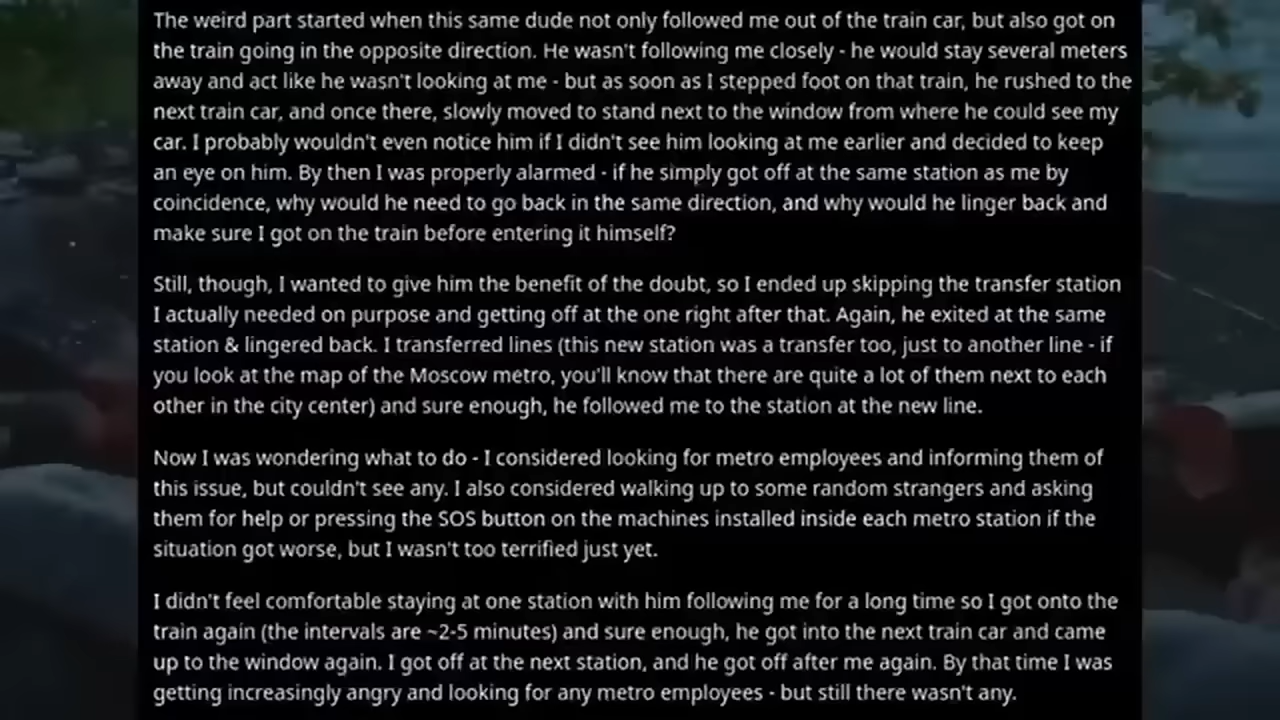 The weird part started when this same dude not only followed me out of the train car, but also got on
the train going in the opposite direction. He wasn't following me closely - he would stay several meters
away and act like he wasn't looking at me - but as soon as I stepped foot on that train, he rushed to the
next train car, and once there, slowly moved to stand next to the window from where he could see my
car. I probably wouldn't even notice him if I didn't see him looking at me earlier and decided to keep
an eye on him. By then I was properly alarmed - if he simply got off at the same station as me by
coincidence, why would he need to go back in the same direction, and why would he linger back and
make sure I got on the train before entering it himself?
Still, though, I wanted to give him the benefit of the doubt, so I ended up skipping the transfer station
I actually needed on purpose and getting off at the one right after that. Again, he exited at the same
station & lingered back. I transferred lines (this new station was a transfer too, just to another line - if
you look at the map of the Moscow metro, you'll know that there are quite a lot of them next to each
other in the city center) and sure enough, he followed me to the station at the new line.
Now I was wondering what to do - I considered looking for metro employees and informing them of
this issue, but couldn't see any. I also considered walking up to some random strangers and asking
them for help or pressing the SOS button on the machines installed inside each metro station if the
situation got worse, but I wasn't too terrified just yet.
I didn't feel comfortable staying at one station with him following me for a long time so I got onto the
train again (the intervals are ~2-5 minutes) and sure enough, he got into the next train car and came
up to the window again. I got off at the next station, and he got off after me again. By that time I was
getting increasingly angry and looking for any metro employees - but still there wasn't any.